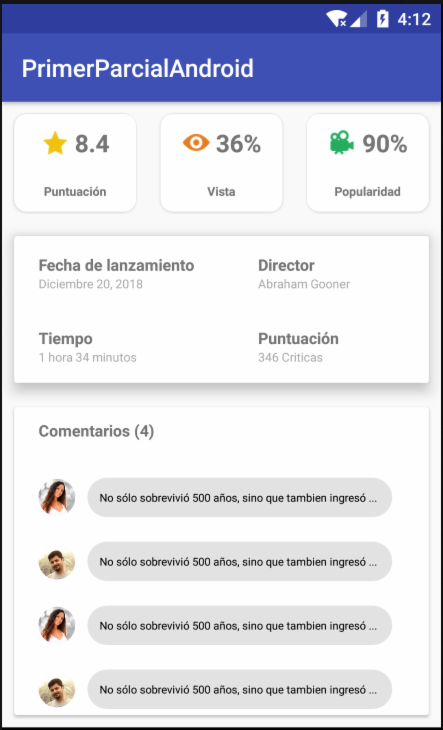 4:12
PrimerParcialAndroid
8.4
36%
90%
Puntuación
Vista
Popularidad
Fecha de lanzamiento
Director
Diciembre 20, 2018
Abraham Gooner
Tiempo
Puntuación
1 hora 34 minutos
346 Criticas
Comentarios (4)
No sólo sobrevivió 500 años, sino que tambien ingresó ...
No sólo sobrevivió 500 años, sino que tambien ingresó ...
No sólo sobrevivió 500 años, sino que tambien ingresó ...
No sólo sobrevivió 500 años, sino que tambien ingresó ...